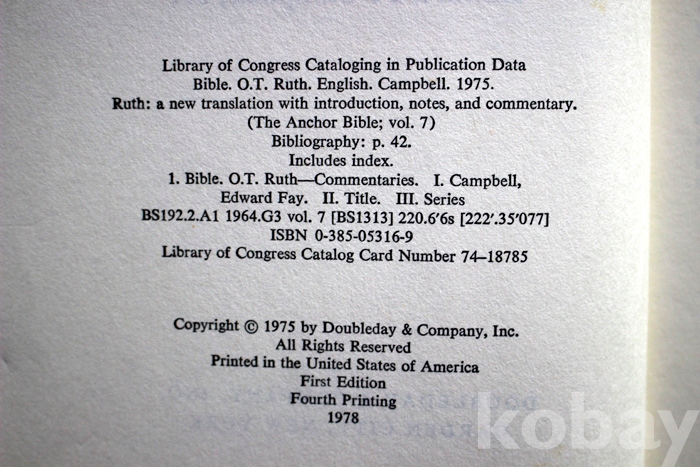 Library of Congress Cataloging in Publication Data
Bible. O.T. Ruth. English. Campbell. 1975.
Ruth: a new translation with introduction, notes, and commentary.
(The Anchor Bible; vol. 7)
Bibliography: p. 42.
Includes index.
1. Bible. O.T. Ruth—Commentaries. I. Campbell,
Edward Fay. II. Title. III. Series
BS192.2.A1 1964.G3 vol. 7 [BS1313] 220.6′6s [222′.35′077]
ISBN 0-385-05316-9
Library of Congress Catalog Card Number 74–18785
Copyright © 1975 by Doubleday & Company, Inc.
All Rights Reserved
Printed in the United States of America
First Edition
Fourth Printing
1978
kobay